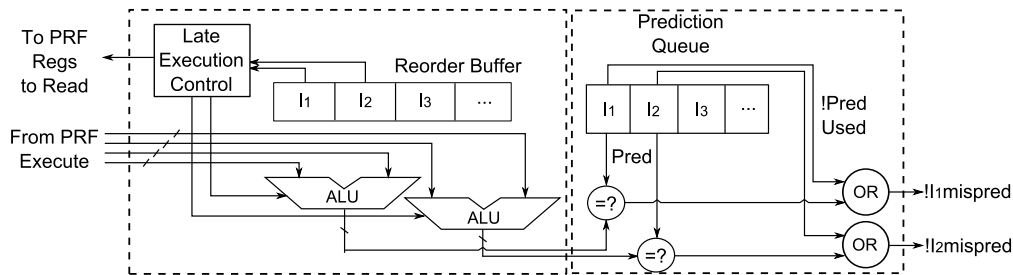 To PRF
Regs
to Read
Late
Execution
Control
Reorder Buffer
I1 I2 I3 ...
From PRF
Execute
ALU
ALU
Prediction
Queue
I1 I2 I3 ...
!Pred
Used
Pred
=?
=?
OR
OR
!I1mispred
!I2mispred